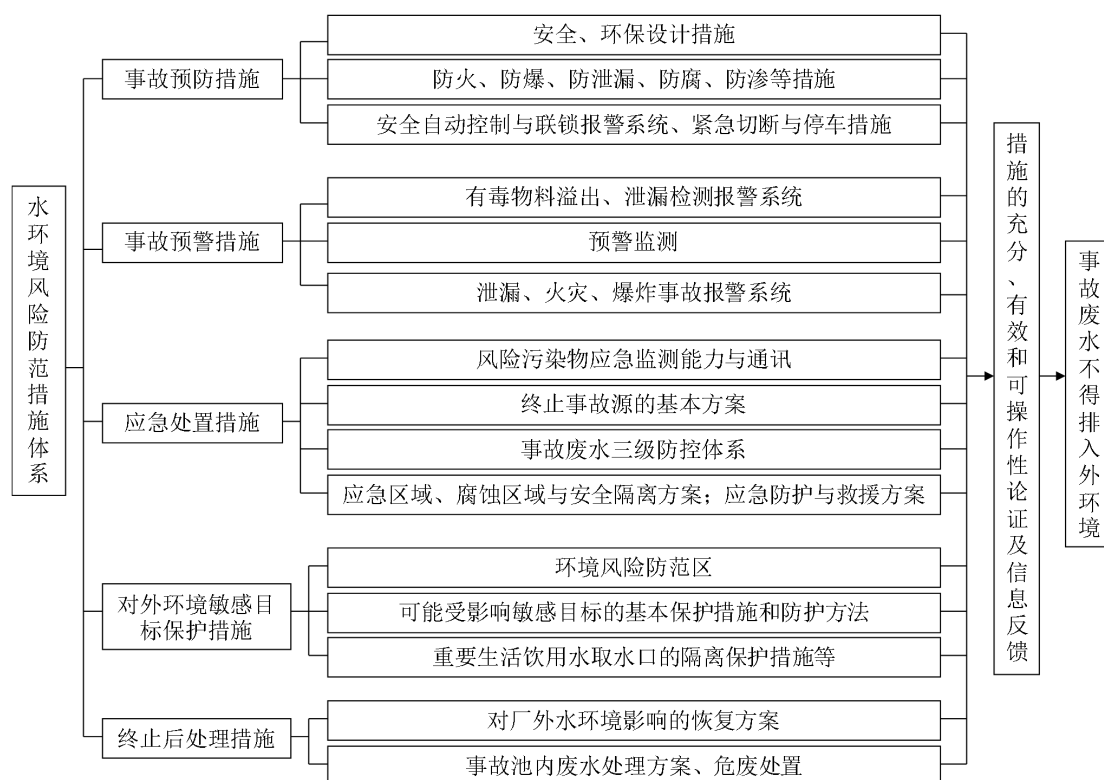 水环境风险防范措施体系
事故预防措施
安全、环保设计措施
防火、防爆、防泄漏、防腐、防渗等措施
安全自动控制与联锁报警系统、紧急切断与停车措施
事故预警措施
有毒物料溢出、泄漏检测报警系统
预警监测
泄漏、火灾、爆炸事故报警系统
应急处置措施
风险污染物应急监测能力与通讯
终止事故源的基本方案
事故废水三级防控体系
应急区域、腐蚀区域与安全隔离方案；应急防护与救援方案
对外环境敏感目
标保护措施
环境风险防范区
可能受影响敏感目标的基本保护措施和防护方法
重要生活饮用水取水口的隔离保护措施等
终止后处理措施
对厂外水环境影响的恢复方案
事故池内废水处理方案、危废处置
措施的充分、有效和可操作性论证及信息反馈
事故废水不得排入外环境